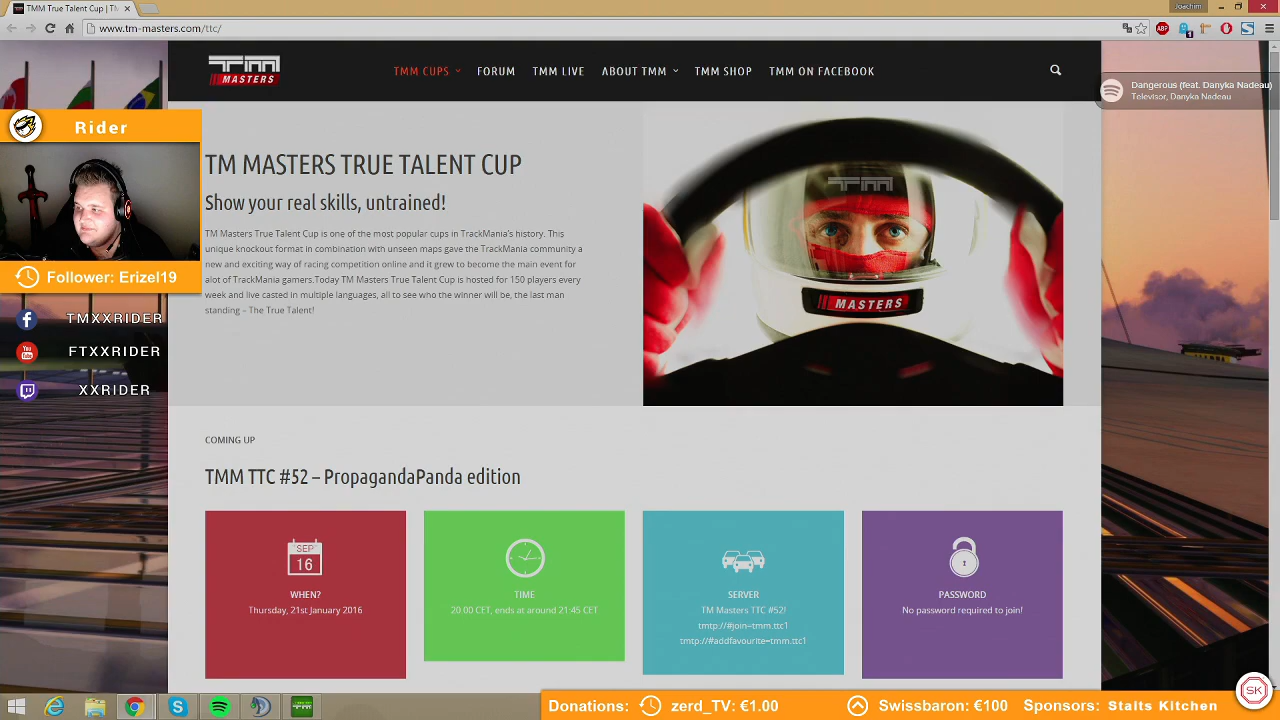 TMM True Talent Cup | T
Joachim
www.tm-masters.com/ttc/
ABP
TM MASTERS
TMM CUPS
FORUM
TMM LIVE
ABOUT TMM
TMM SHOP
TMM ON FACEBOOK
Dangerous (feat. Danyka Nadeau)
Televisor, Danyka Nadeau
Rider
Follower: Erizel19
TMXXRIDER
FTXXRIDER
XXRIDER
TM MASTERS TRUE TALENT CUP
Show your real skills, untrained!
TM Masters True Talent Cup is one of the most popular cups in TrackMania's history. This
unique knockout format in combination with unseen maps gave the TrackMania community a
new and exciting way of racing competition online and it grew to become the main event for
alot of TrackMania gamers.Today TM Masters True Talent Cup is hosted for 150 players every
week and live casted in multiple languages, all to see who the winner will be, the last man
standing – The True Talent!
TM
MASTERS
COMING UP
TMM TTC #52 – PropagandaPanda edition
SEP
16
WHEN?
Thursday, 21st January 2016
TIME
20:00 CET, ends at around 21:45 CET
SERVER
TM Masters TTC #52!
tmtp://#join=tmm.ttc1
tmtp://#addfavourite=tmm.ttc1
PASSWORD
No password required to join!
Donations:
zerd_TV: €1.00
Swissbaron: €100
Sponsors: Staits Kitchen
SK